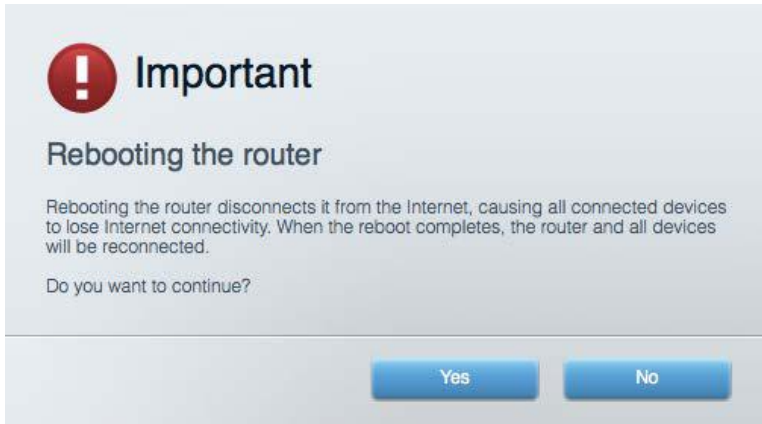 Important
Rebooting the router
Rebooting the router disconnects it from the Internet, causing all connected devices
to lose Internet connectivity. When the reboot completes, the router and all devices
will be reconnected.
Do you want to continue?
Yes
No